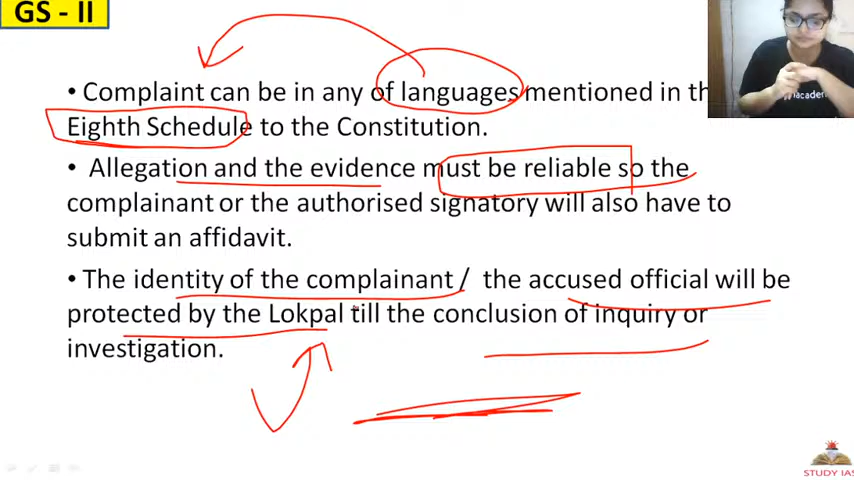 GS - II
• Complaint can be in any of languages mentioned in th
Eighth Schedule to the Constitution.
• Allegation and the evidence must be reliable so the
complainant or the authorised signatory will also have to
submit an affidavit.
• The identity of the complainant / the accused official will be
protected by the Lokpal till the conclusion of inquiry or
investigation.
STUDY IAS